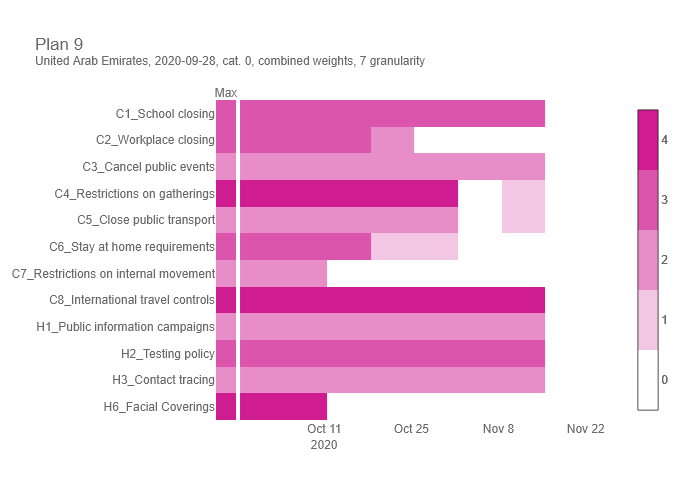 Plan 9
United Arab Emirates, 2020-09-28, cat. 0, combined weights, 7 granularity
Max
C1_School closing
C2_Workplace closing
C3_Cancel public events
C4_Restrictions on gatherings
C5_Close public transport
C6_Stay at home requirements
C7_Restrictions on internal movement
C8_International travel controls
H1_Public information campaigns
H2_Testing policy
H3_Contact tracing
H6_Facial Coverings
Oct 11 Oct 25 Nov 8 Nov 22
2020
4
3
2
1
0